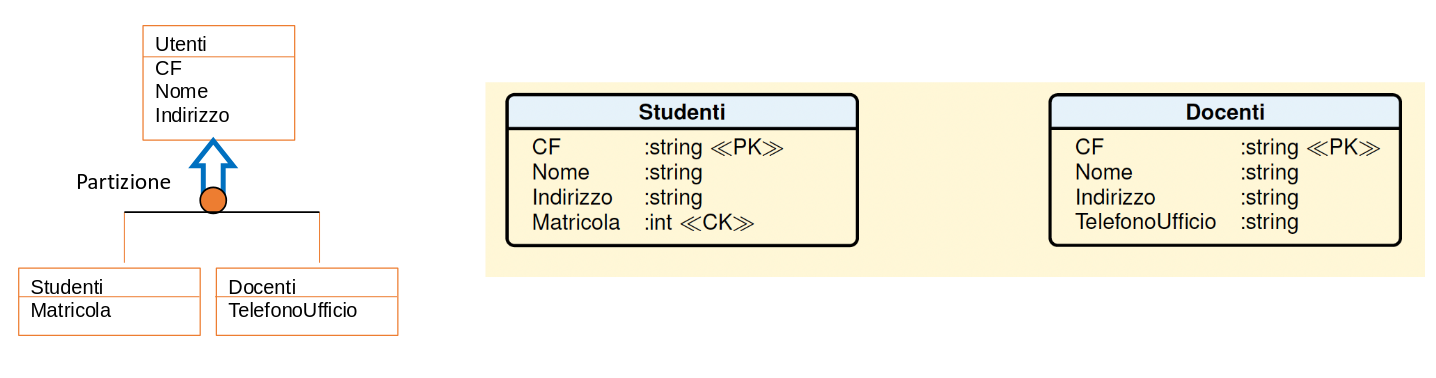 Utenti
CF
Nome
Indirizzo
Partizione
Studenti
Matricola
Docenti
TelefonoUfficio
Studenti
CF :string ≪PK≫
Nome :string
Indirizzo :string
Matricola :int ≪CK≫
Docenti
CF :string ≪PK≫
Nome :string
Indirizzo :string
TelefonoUfficio :string